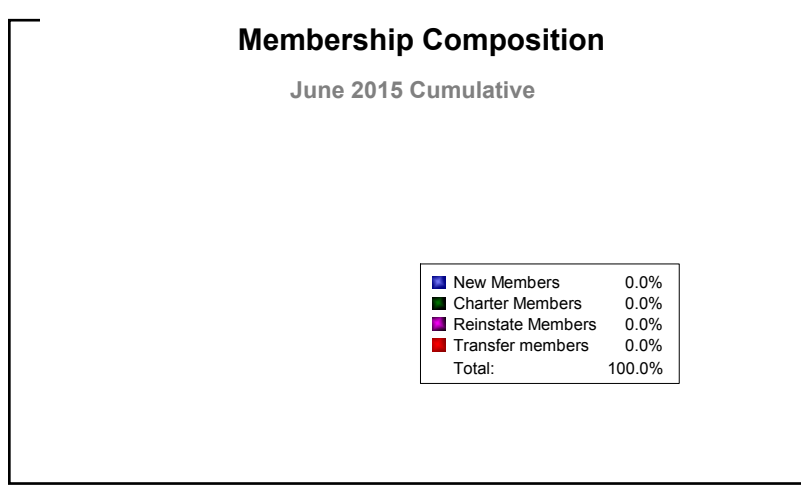 Membership Composition
June 2015 Cumulative
New Members 0.0%
Charter Members 0.0%
Reinstate Members 0.0%
Transfer members 0.0%
Total: 100.0%